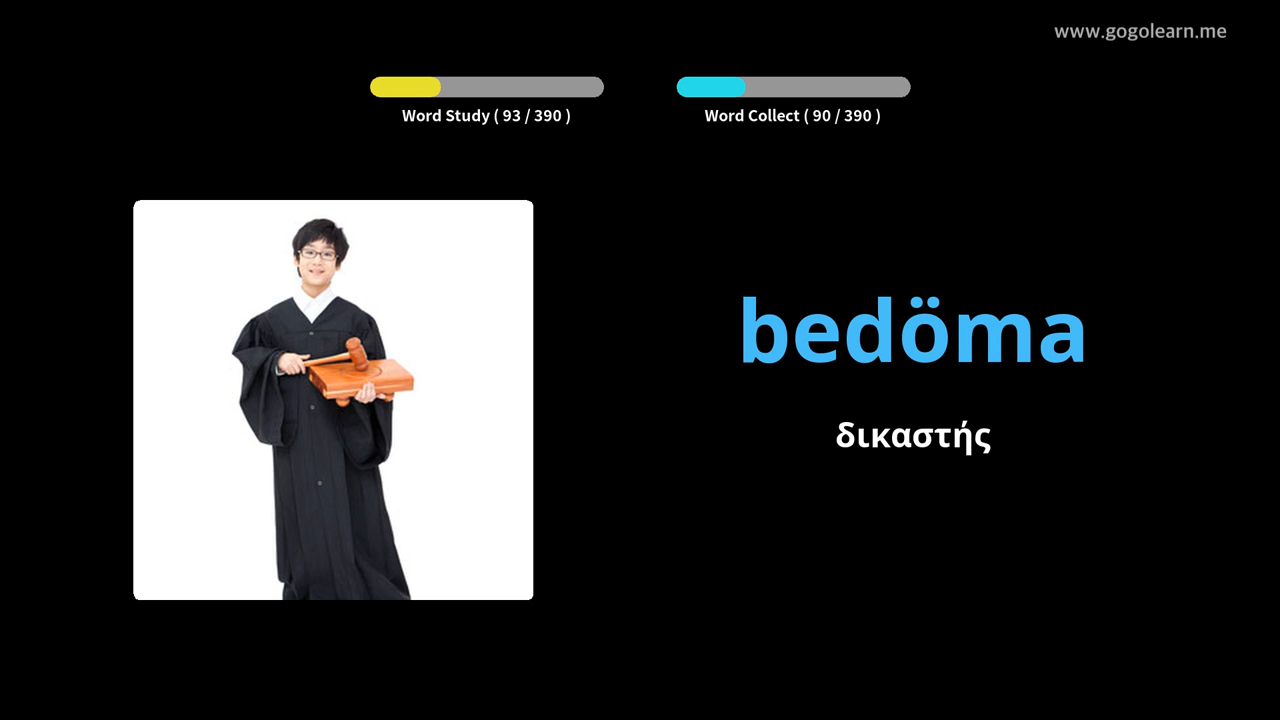 www.gogolearn.me
Word Study ( 93 / 390 )
Word Collect ( 90 / 390 )
bedöma
δικαστής